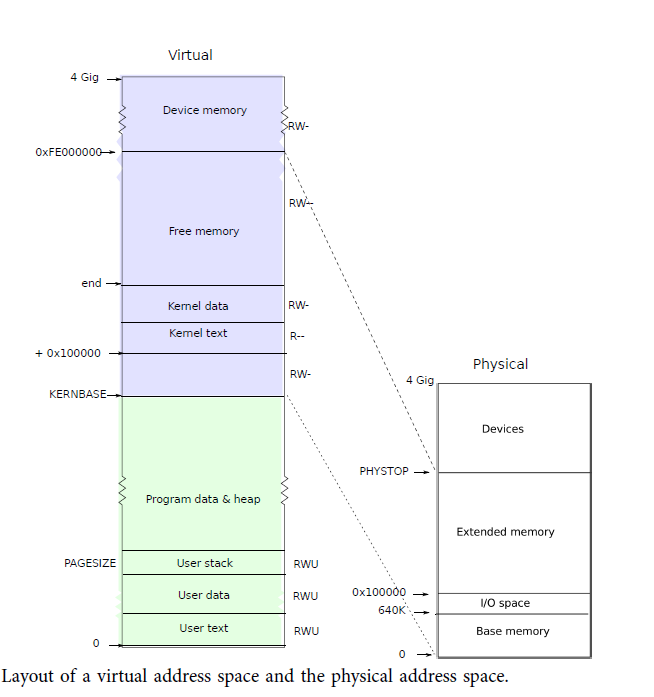 Virtual
4 Gig
Device memory
RW-
0xFE000000
RW--
Free memory
end
Kernel data
RW-
Kernel text
R--
+ 0x100000
RW-
KERNBASE
Program data & heap
PAGESIZE
User stack
RWU
User data
RWU
User text
RWU
0
Physical
4 Gig
Devices
PHYSTOP
Extended memory
0x100000
I/O space
640K
Base memory
0
Layout of a virtual address space and the physical address space.